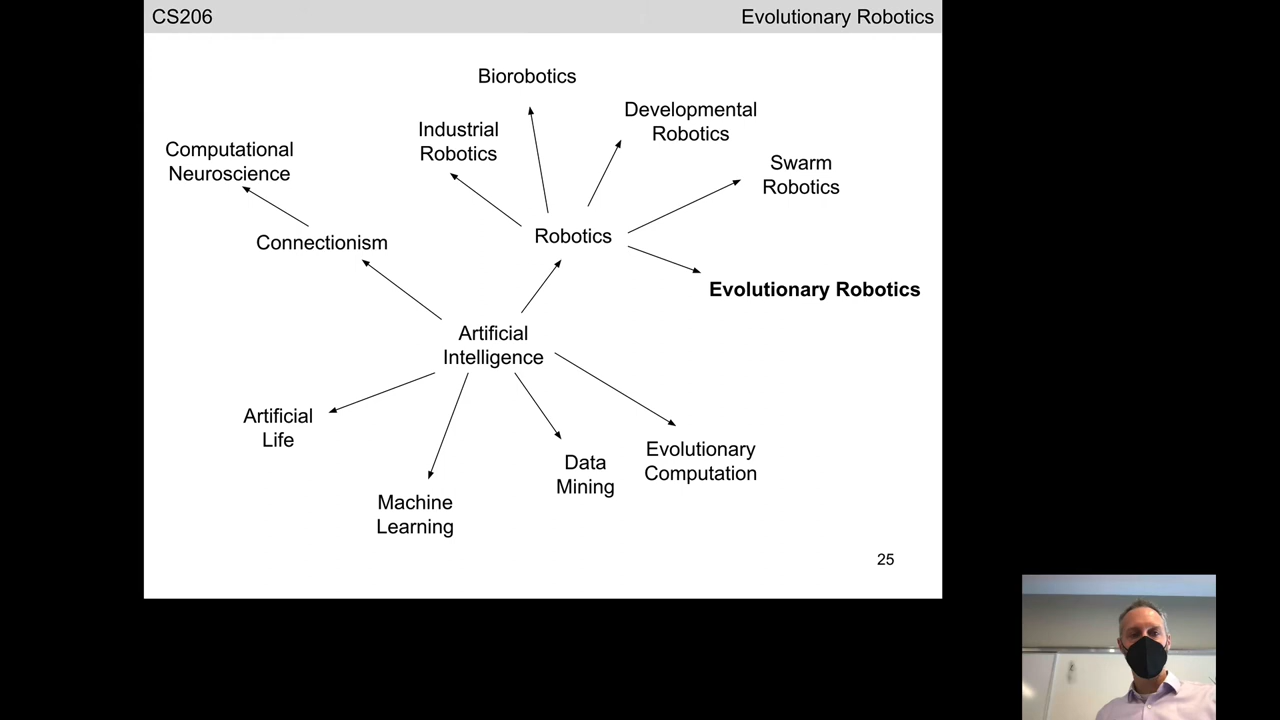 CS206
Evolutionary Robotics
Biorobotics
Developmental
Robotics
Industrial
Robotics
Computational
Neuroscience
Swarm
Robotics
Connectionism
Robotics
Evolutionary Robotics
Artificial
Intelligence
Artificial
Life
Evolutionary
Computation
Data
Mining
Machine
Learning
25